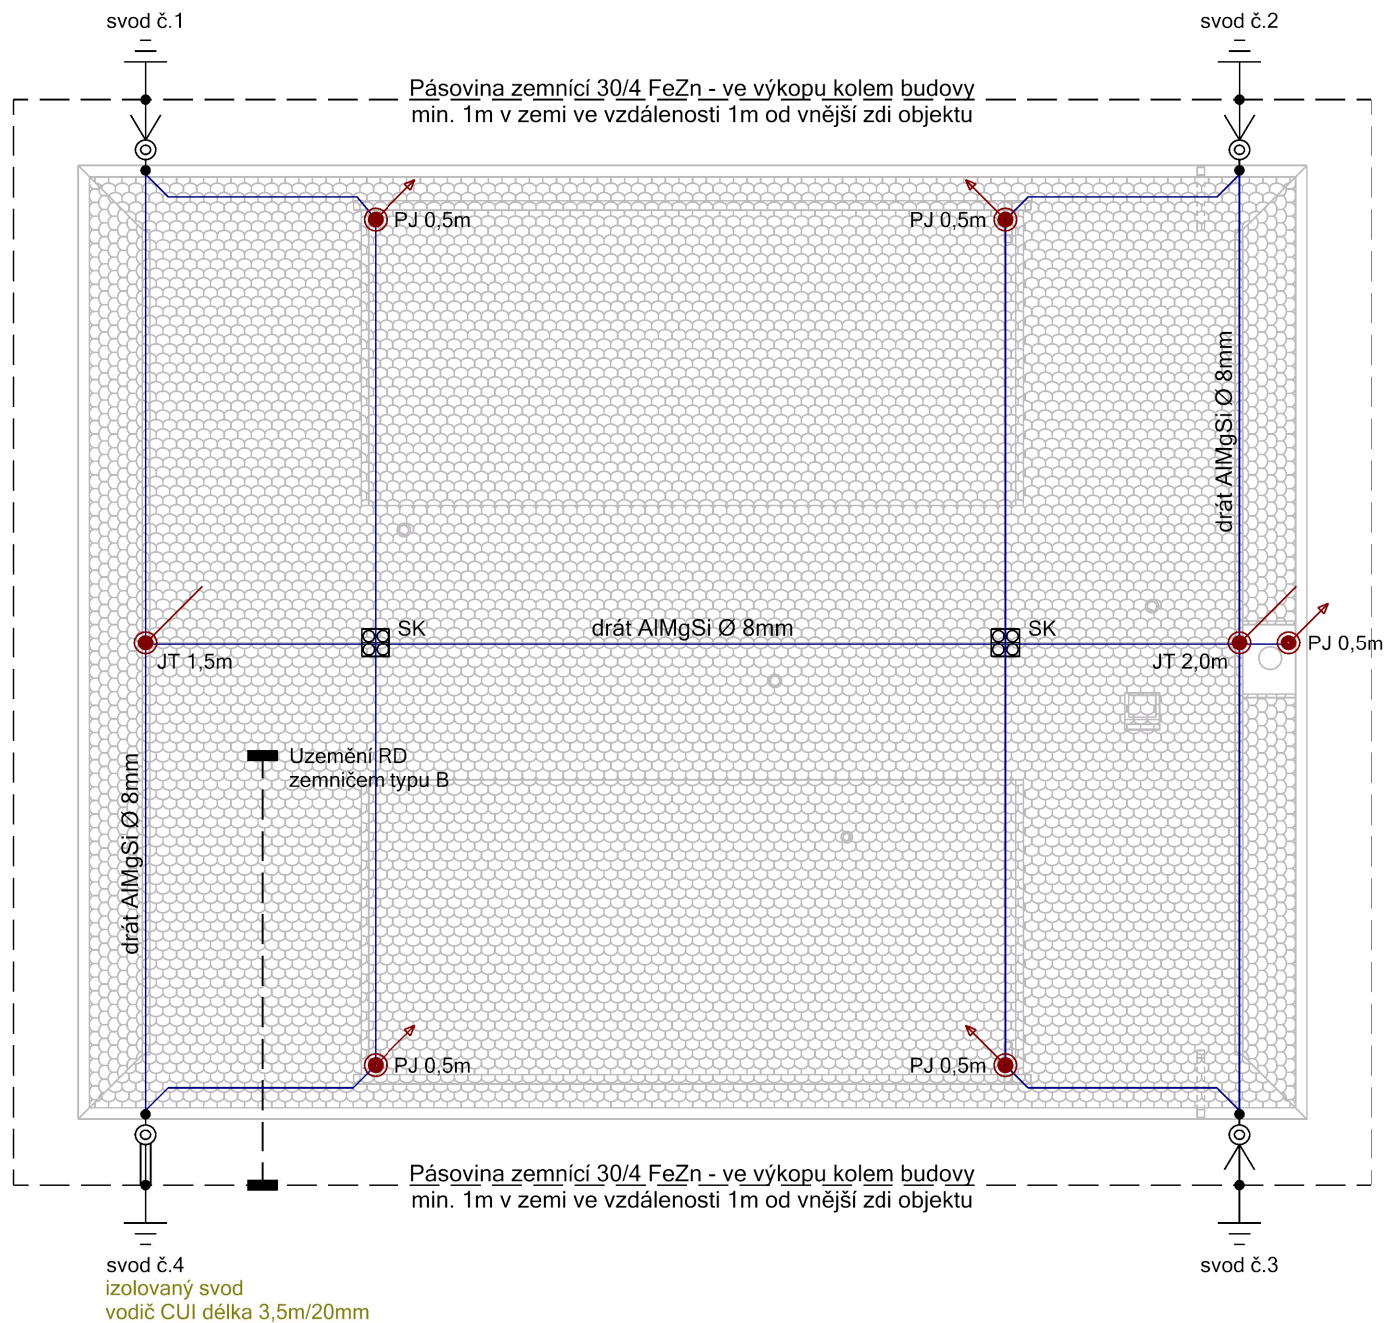 svod č.1
svod č.2
Pásovina zemnící 30/4 FeZn - ve výkopu kolem budovy
min. 1m v zemi ve vzdálenosti 1m od vnější zdi objektu
PJ 0,5m
PJ 0,5m
drát AlMgSi Ø 8mm
SK
drát AlMgSi Ø 8mm
SK
JT 1,5m
JT 2,0m
PJ 0,5m
Uzemění RD
zemničem typu B
drát AlMgSi Ø 8mm
PJ 0,5m
PJ 0,5m
Pásovina zemnící 30/4 FeZn - ve výkopu kolem budovy
min. 1m v zemi ve vzdálenosti 1m od vnější zdi objektu
svod č.4
izolovaný svod
vodič CUI délka 3,5m/20mm
svod č.3